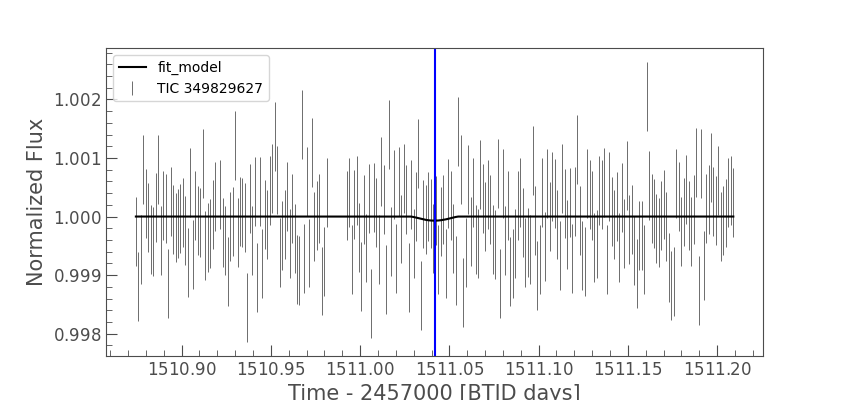 fit_model
TIC 349829627
1.002
1.001
1.000
0.999
0.998
Normalized Flux
1510.90 1510.95 1511.00 1511.05 1511.10 1511.15 1511.20
Time - 2457000 [BTJD days]